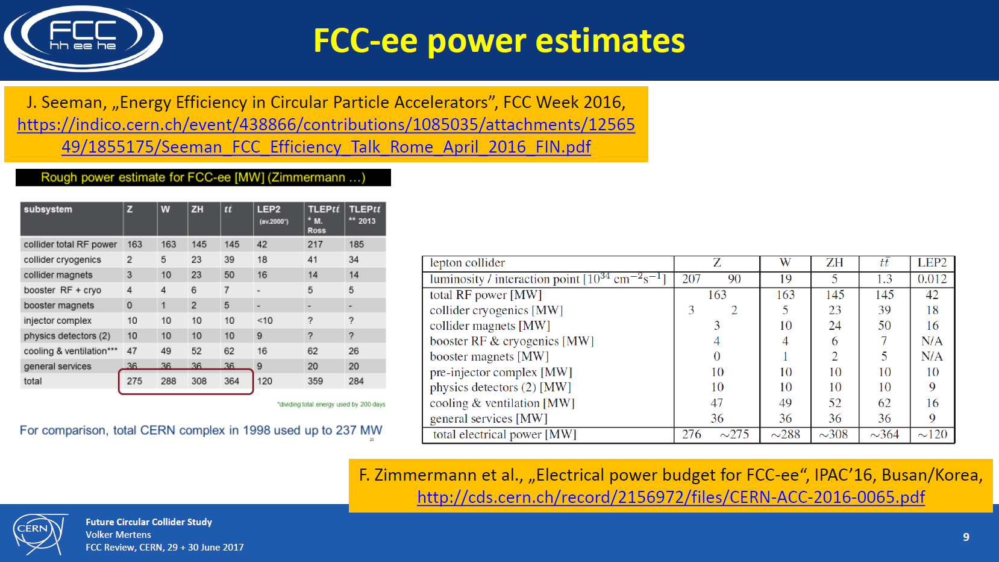 FCC
hh ee he
FCC-ee power estimates
J. Seeman, „Energy Efficiency in Circular Particle Accelerators”, FCC Week 2016,
https://indico.cern.ch/event/438866/contributions/1085035/attachments/12565
49/1855175/Seeman_FCC_Efficiency_Talk_Rome_April_2016_FIN.pdf
Rough power estimate for FCC-ee [MW] (Zimmermann …)
subsystem Z W ZH tt̄ LEP2 TLEPtt̄ TLEPtt̄
(av.2000*) * M. ** 2013
Ross
collider total RF power 163 163 145 145 42 217 185
collider cryogenics 2 5 23 39 18 41 34
collider magnets 3 10 23 50 16 14 14
booster RF + cryo 4 4 6 7 - 5 5
booster magnets 0 1 2 5 - - -
injector complex 10 10 10 10 <10 ? ?
physics detectors (2) 10 10 10 10 9 ? ?
cooling & ventilation*** 47 49 52 62 16 62 26
general services 36 36 36 36 9 20 20
total 275 288 308 364 120 359 284
*dividing total energy used by 200 days
For comparison, total CERN complex in 1998 used up to 237 MW
23
lepton collider Z W ZH tt̄ LEP2
luminosity / interaction point [10³⁴ cm⁻²s⁻¹] 207 90 19 5 1.3 0.012
total RF power [MW] 163 163 145 145 42
collider cryogenics [MW] 3 2 5 23 39 18
collider magnets [MW] 3 10 24 50 16
booster RF & cryogenics [MW] 4 4 6 7 N/A
booster magnets [MW] 0 1 2 5 N/A
pre-injector complex [MW] 10 10 10 10 10
physics detectors (2) [MW] 10 10 10 10 9
cooling & ventilation [MW] 47 49 52 62 16
general services [MW] 36 36 36 36 9
total electrical power [MW] 276 ∼275 ∼288 ∼308 ∼364 ∼120
F. Zimmermann et al., „Electrical power budget for FCC-ee“, IPAC’16, Busan/Korea,
http://cds.cern.ch/record/2156972/files/CERN-ACC-2016-0065.pdf
CERN
Future Circular Collider Study
Volker Mertens
FCC Review, CERN, 29 + 30 June 2017
9